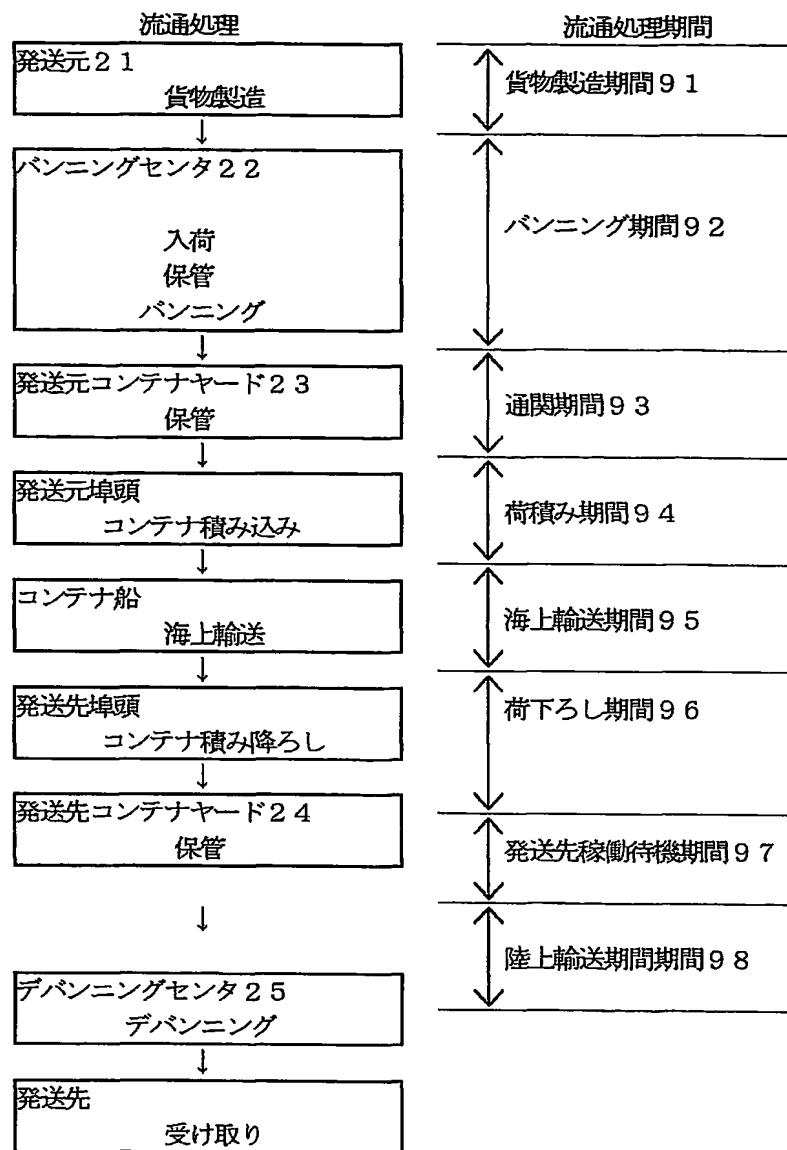 流通処理
発送元21
貨物製造
↓
バンニングセンタ22
入荷
保管
バンニング
↓
発送元コンテナヤード23
保管
↓
発送元埠頭
コンテナ積み込み
↓
コンテナ船
海上輸送
↓
発送先埠頭
コンテナ積み降ろし
↓
発送先コンテナヤード24
保管
↓
デバンニングセンタ25
デバンニング
↓
発送先
受け取り
流通処理期間
貨物製造期間91
バンニング期間92
通関期間93
荷積み期間94
海上輸送期間95
荷下ろし期間96
発送先稼働待機期間97
陸上輸送期間期間98